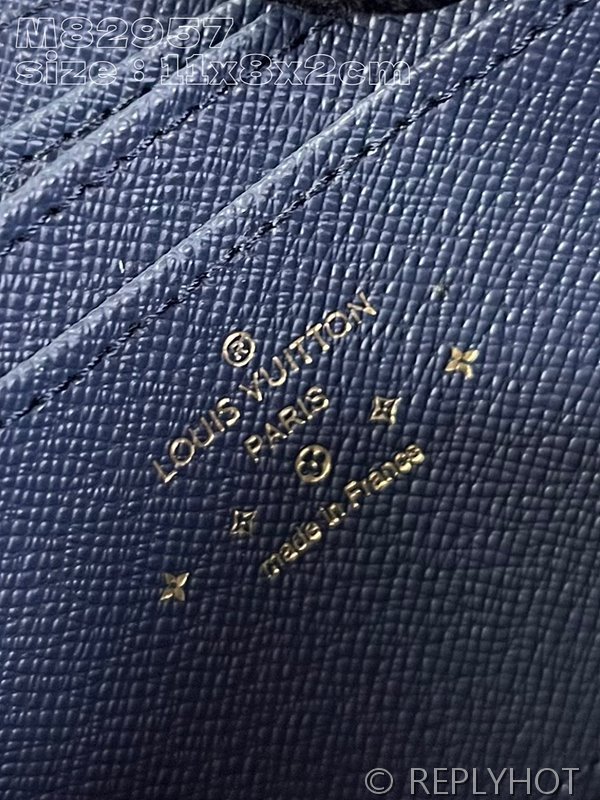 M82957
size : 11x8x2cm
®
LOUIS VUITTON
PARIS
made in France
© REPLYHOT